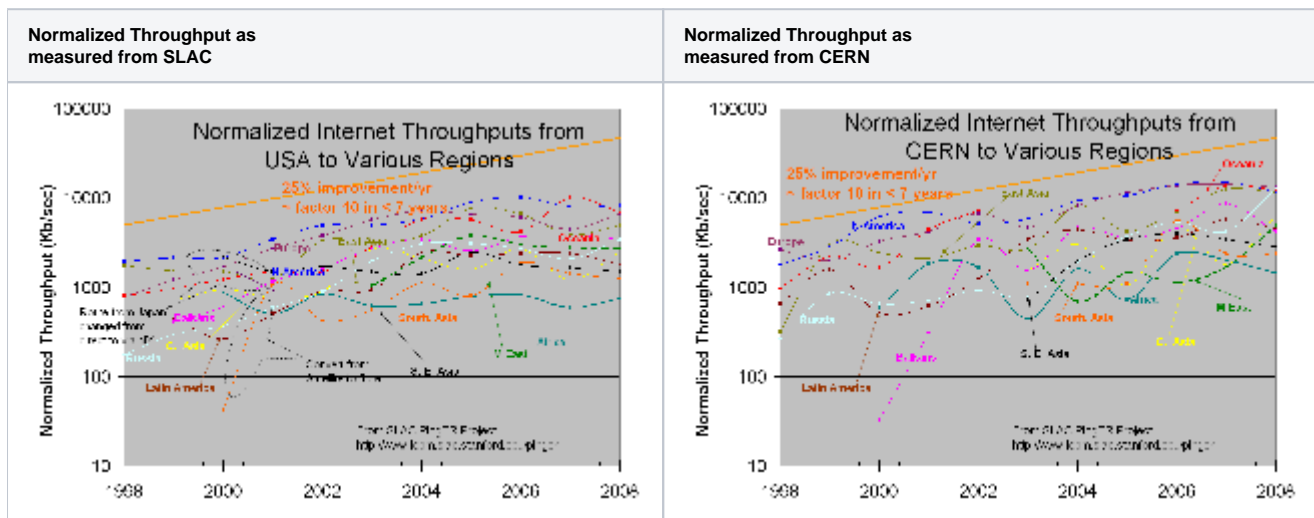 Normalized Throughput as
measured from SLAC
Normalized Throughput as
measured from CERN
Normalized Internet Throughputs from
USA to Various Regions
25% improvement/yr
~ factor 10 in < 7 years
Normalized Throughput (Kb/sec)
100000
10000
1000
100
10
1998
2000
2002
2004
2006
2008
Europe
East Asia
Oceania
N America
Route from Japan
changed from
Balkans
C. Asia
Russia
Latin America
S. E. Asia
South. Asia
M East
Africa
From SLAC PingER Project
Normalized Internet Throughputs from
CERN to Various Regions
25% improvement/yr
~ factor 10 in < 7 years
Normalized Throughput (Kb/sec)
100000
10000
1000
100
10
1998
2000
2002
2004
2006
2008
Europe
N America
East Asia
Oceania
Russia
Balkans
Latin America
S. E. Asia
South. Asia
Africa
C. Asia
M East
From SLAC PingER Project